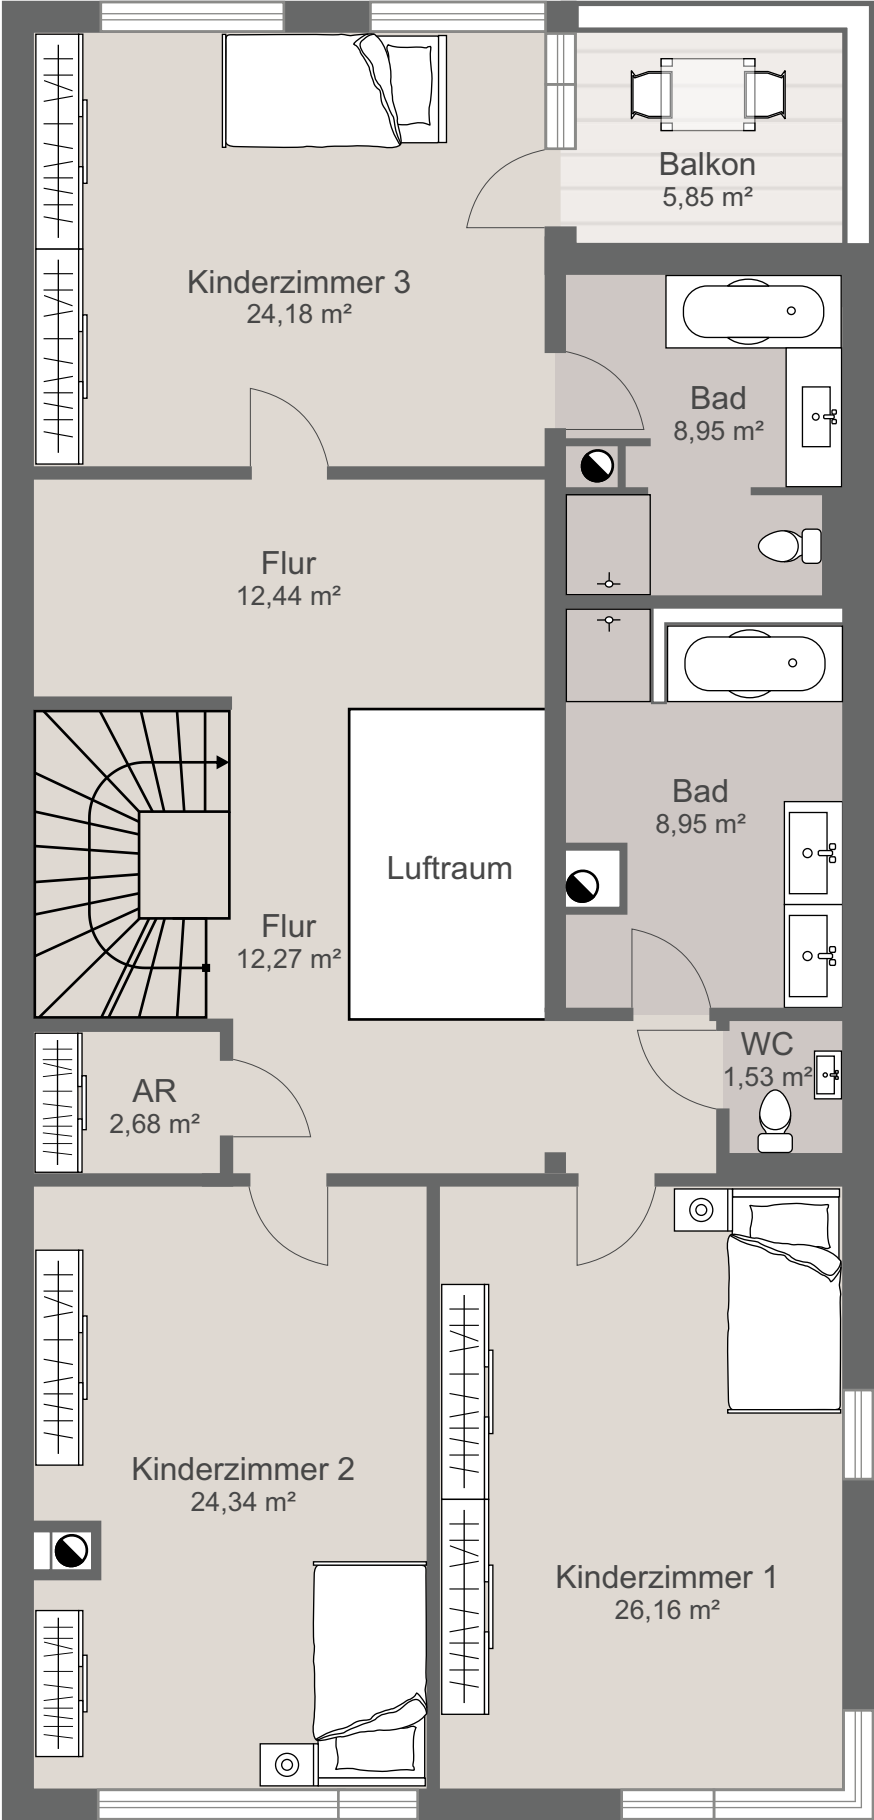 Balkon
5,85 m²
Kinderzimmer 3
24,18 m²
Bad
8,95 m²
Flur
12,44 m²
Bad
8,95 m²
Luftraum
Flur
12,27 m²
WC
1,53 m²
AR
2,68 m²
Kinderzimmer 2
24,34 m²
Kinderzimmer 1
26,16 m²